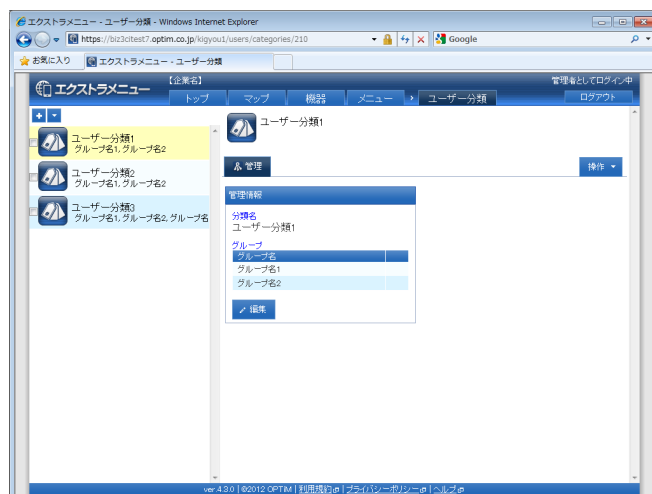 エクストラメニュー - ユーザー分類 - Windows Internet Explorer
https://biz3citest7.optim.co.jp/kigyou1/users/categories/210
Google
お気に入り
エクストラメニュー - ユーザー分類
エクストラメニュー
【企業名】
管理者としてログイン中
トップ
マップ
機器
メニュー
ユーザー分類
ログアウト
ユーザー分類1
グループ名1, グループ名2
ユーザー分類2
グループ名1, グループ名2
ユーザー分類3
グループ名1, グループ名2, グループ名
ユーザー分類1
管理
操作
管理情報
分類名
ユーザー分類1
グループ
グループ名
グループ名1
グループ名2
編集
ver.4.3.0 | ©2012 OPTiM | 利用規約 | プライバシーポリシー | ヘルプ